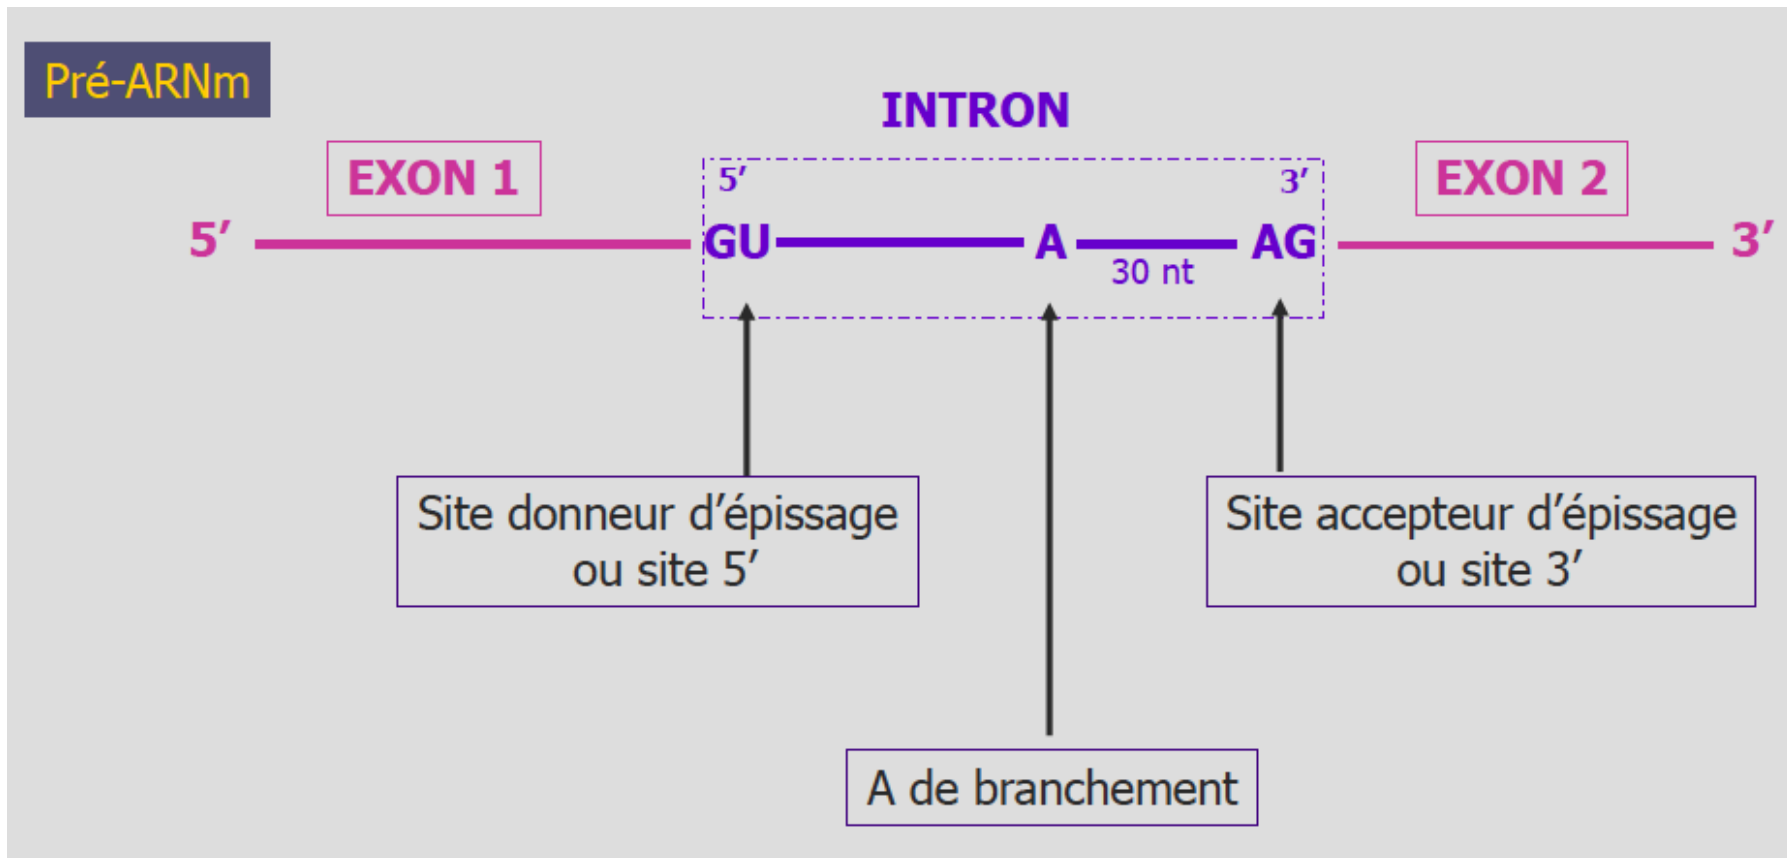 Pré-ARNm
INTRON
EXON 1
5’
3’
EXON 2
5’
GU
A
AG
3’
30 nt
Site donneur d’épissage
ou site 5’
Site accepteur d’épissage
ou site 3’
A de branchement